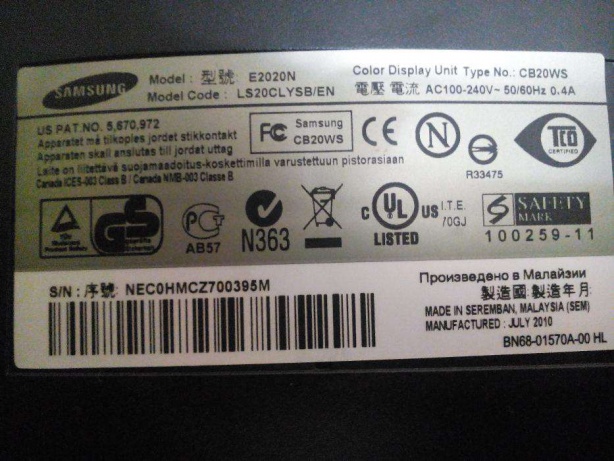 SAMSUNG
Model : 型號 E2020N
Model Code : LS20CLYSB/EN
Color Display Unit Type No.: CB20WS
電壓 電流 AC100-240V~ 50/60Hz 0.4A
US PAT.NO. 5,670,972
Apparatet må tilkoples jordet stikkontakt
Apparaten skall anslutas till jordat uttag
Laite on liitettävä suojamaadoitus-koskettimilla varustettuun pistorasiaan
Canada ICES-003 Class B / Canada NMB-003 Classe B
FC Samsung
CB20WS
CE
N
R33475
TCO
CERTIFIED
GS
AB57
N363
C UL US
LISTED
I.T.E.
/0GJ
S SAFETY
MARK
100259-11
S/N : 序號: NEC0HMCZ700395M
Произведено в Малайзии
製造國 製造年月
MADE IN SEREMBAN, MALAYSIA (SEM)
MANUFACTURED : JULY 2010
BN68-01570A-00 HL